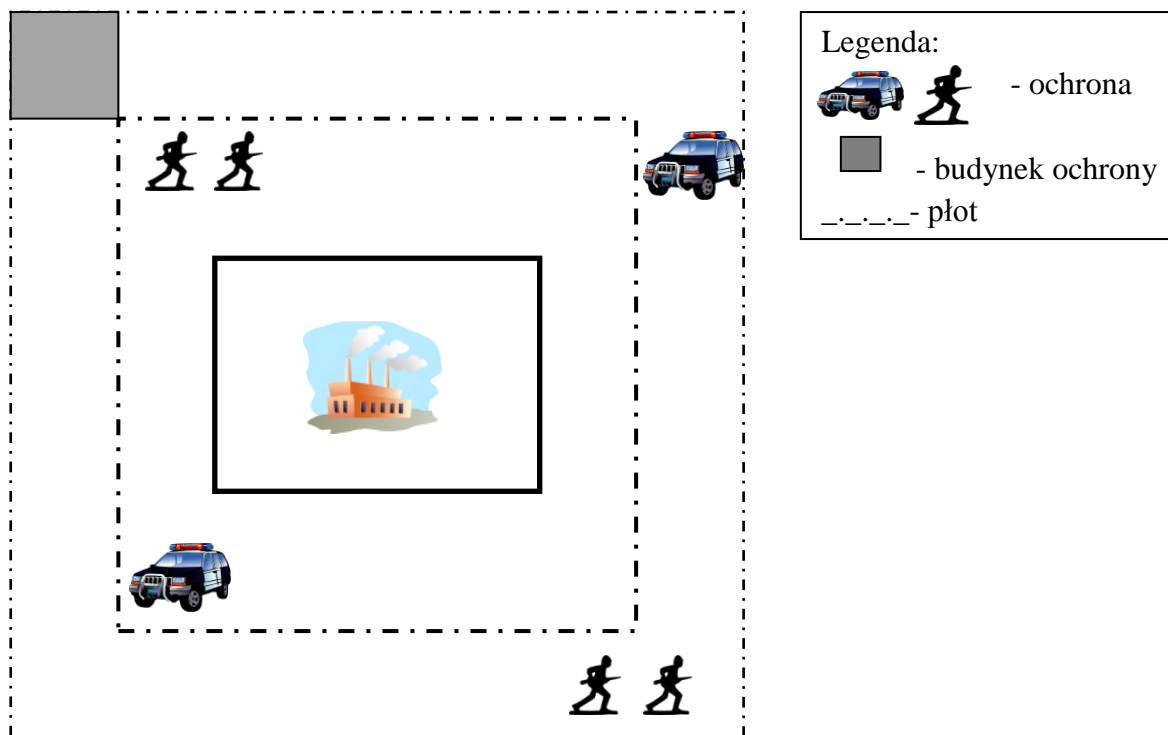 Legenda:
- ochrona
- budynek ochrony
_._._._- płot